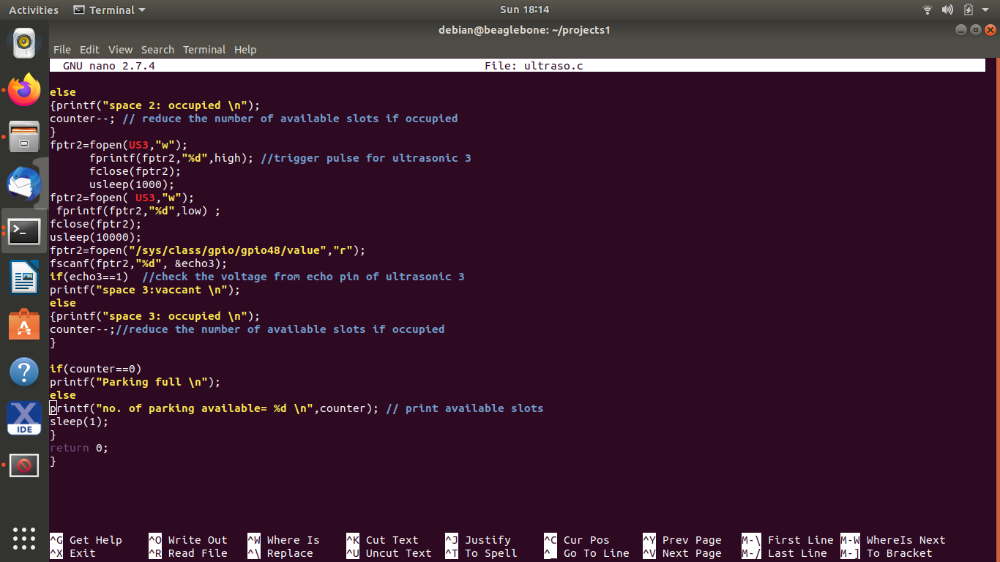 Activities Terminal Sun 18:14
debian@beaglebone: ~/projects1
File Edit View Search Terminal Help
GNU nano 2.7.4 File: ultraso.c
else
{printf("space 2: occupied \n");
counter--; // reduce the number of available slots if occupied
}
fptr2=fopen(US3,"w");
fprintf(fptr2,"%d",high); //trigger pulse for ultrasonic 3
fclose(fptr2);
usleep(1000);
fptr2=fopen( US3,"w");
fprintf(fptr2,"%d",low) ;
fclose(fptr2);
usleep(10000);
fptr2=fopen("/sys/class/gpio/gpio48/value","r");
fscanf(fptr2,"%d", &echo3);
if(echo3==1) //check the voltage from echo pin of ultrasonic 3
printf("space 3:vaccant \n");
else
{printf("space 3: occupied \n");
counter--;//reduce the number of available slots if occupied
}
if(counter==0)
printf("Parking full \n");
else
printf("no. of parking available= %d \n",counter); // print available slots
sleep(1);
}
return 0;
}
^G Get Help ^O Write Out ^W Where Is ^K Cut Text ^J Justify ^C Cur Pos ^Y Prev Page M-\ First Line M-W WhereIs Next
^X Exit ^R Read File ^\ Replace ^U Uncut Text ^T To Spell ^_ Go To Line ^V Next Page M-/ Last Line M-] To Bracket
X
IDE